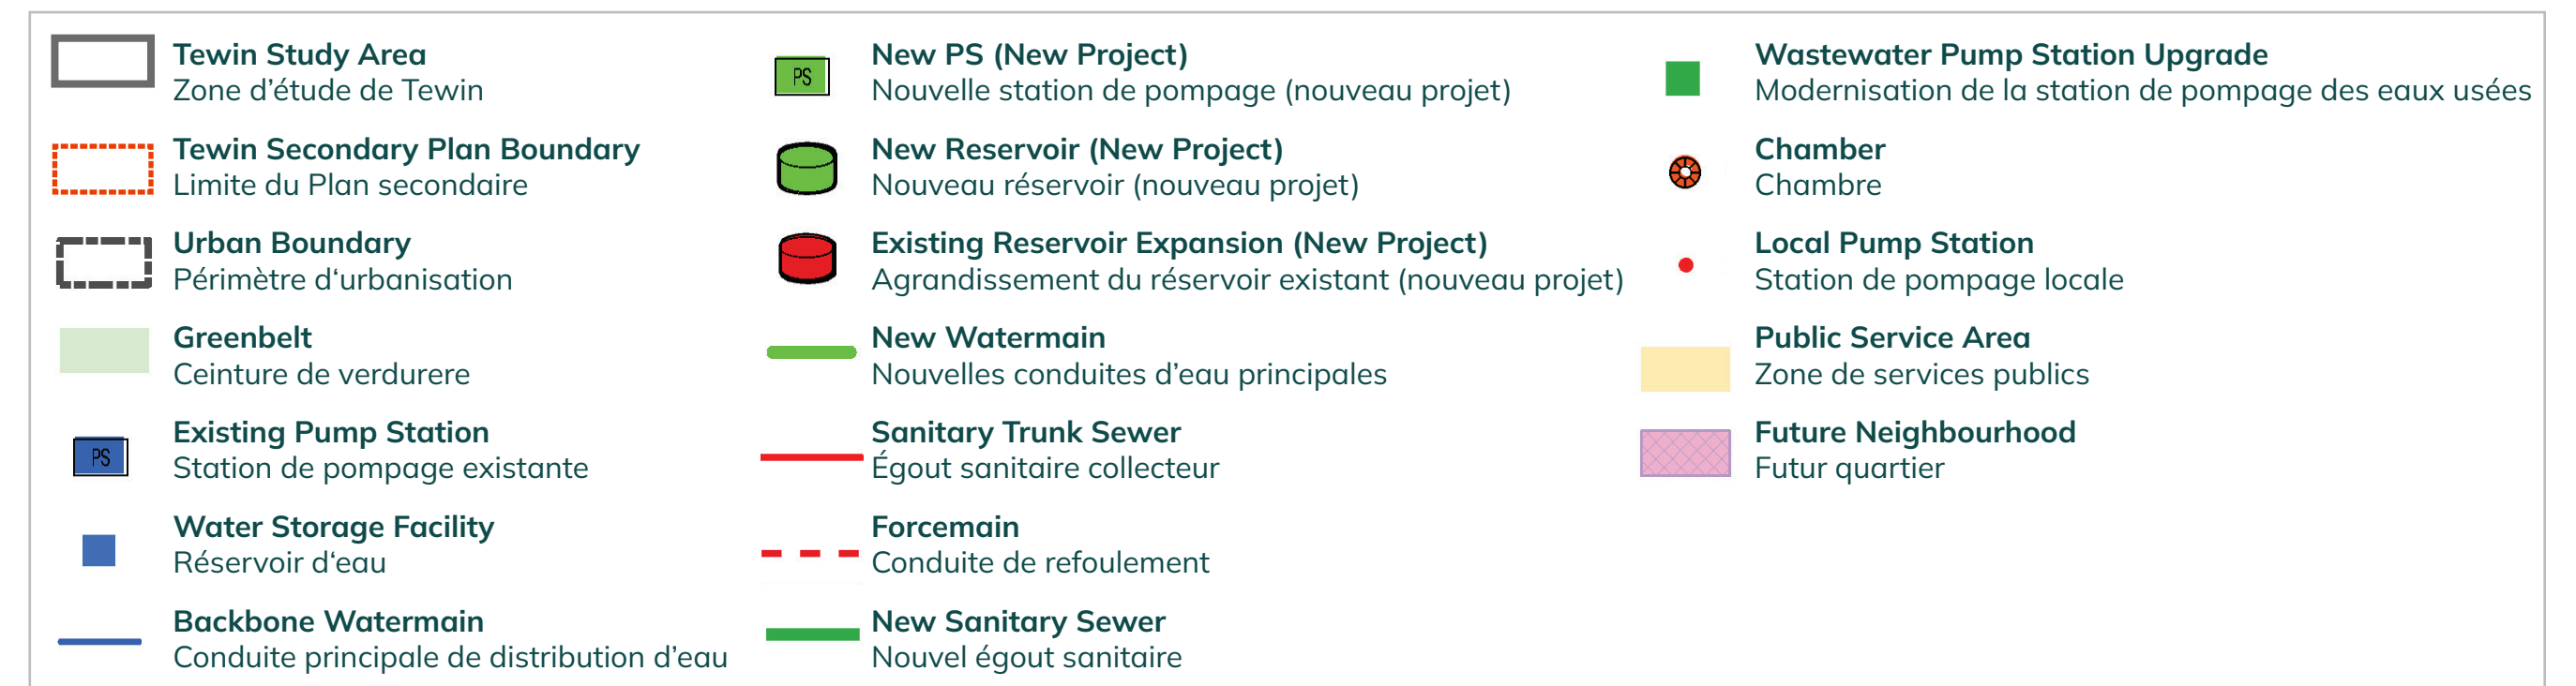 Tewin Study Area
Zone d’étude de Tewin
Tewin Secondary Plan Boundary
Limite du Plan secondaire
Urban Boundary
Périmètre d‘urbanisation
Greenbelt
Ceinture de verdurere
PS
Existing Pump Station
Station de pompage existante
Water Storage Facility
Réservoir d‘eau
Backbone Watermain
Conduite principale de distribution d’eau
PS
New PS (New Project)
Nouvelle station de pompage (nouveau projet)
New Reservoir (New Project)
Nouveau réservoir (nouveau projet)
Existing Reservoir Expansion (New Project)
Agrandissement du réservoir existant (nouveau projet)
New Watermain
Nouvelles conduites d’eau principales
Sanitary Trunk Sewer
Égout sanitaire collecteur
Forcemain
Conduite de refoulement
New Sanitary Sewer
Nouvel égout sanitaire
Wastewater Pump Station Upgrade
Modernisation de la station de pompage des eaux usées
Chamber
Chambre
Local Pump Station
Station de pompage locale
Public Service Area
Zone de services publics
Future Neighbourhood
Futur quartier